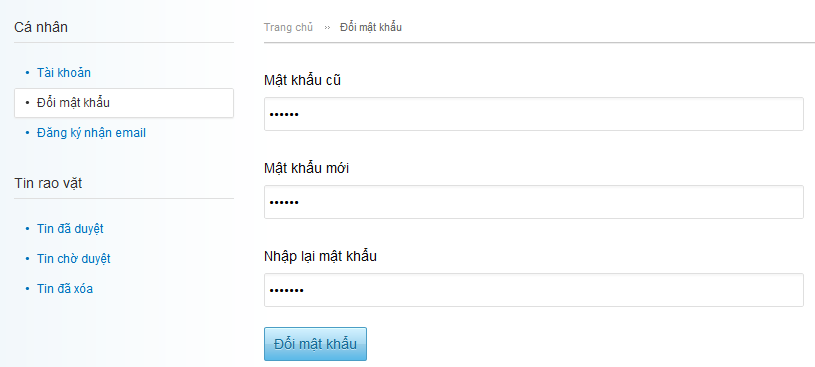 Cá nhân
• Tài khoản
• Đổi mật khẩu
• Đăng ký nhận email
Tin rao vặt
• Tin đã duyệt
• Tin chờ duyệt
• Tin đã xóa
Trang chủ ›› Đổi mật khẩu
Mật khẩu cũ
••••••
Mật khẩu mới
••••••
Nhập lại mật khẩu
•••••••
Đổi mật khẩu